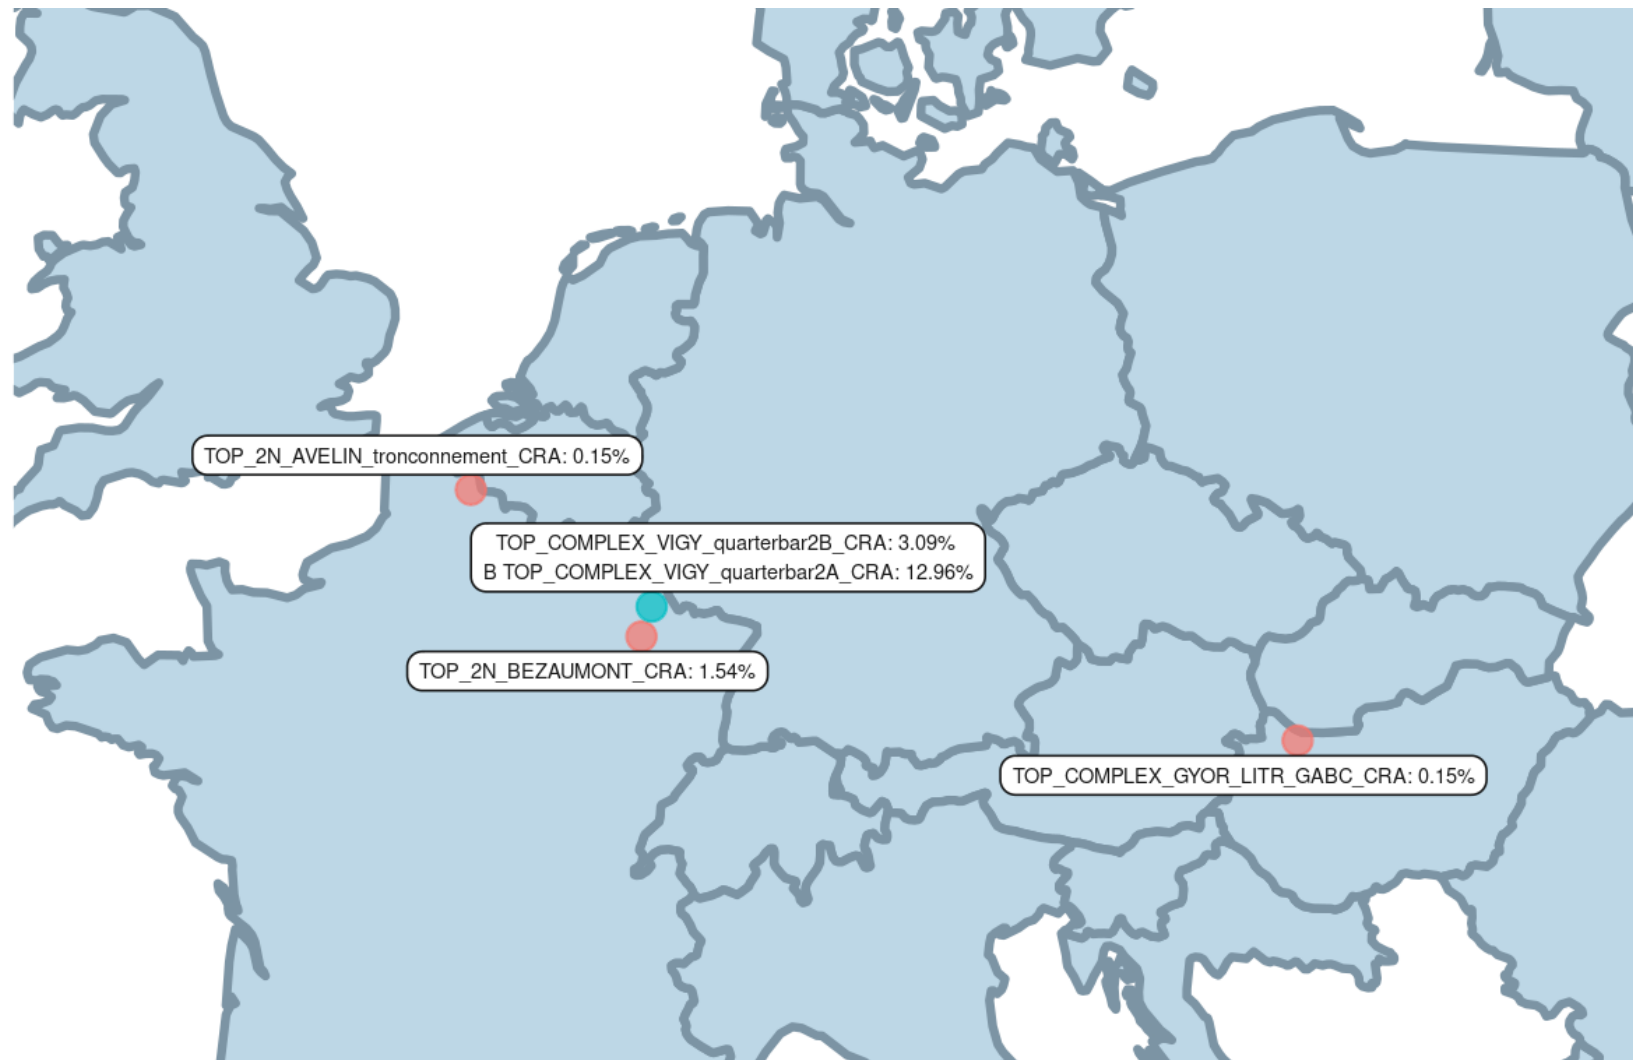 TOP_2N_AVELIN_tronconnement_CRA: 0.15%
TOP_COMPLEX_VIGY_quarterbar2B_CRA: 3.09%
B TOP_COMPLEX_VIGY_quarterbar2A_CRA: 12.96%
TOP_2N_BEZAUMONT_CRA: 1.54%
TOP_COMPLEX_GYOR_LITR_GABC_CRA: 0.15%